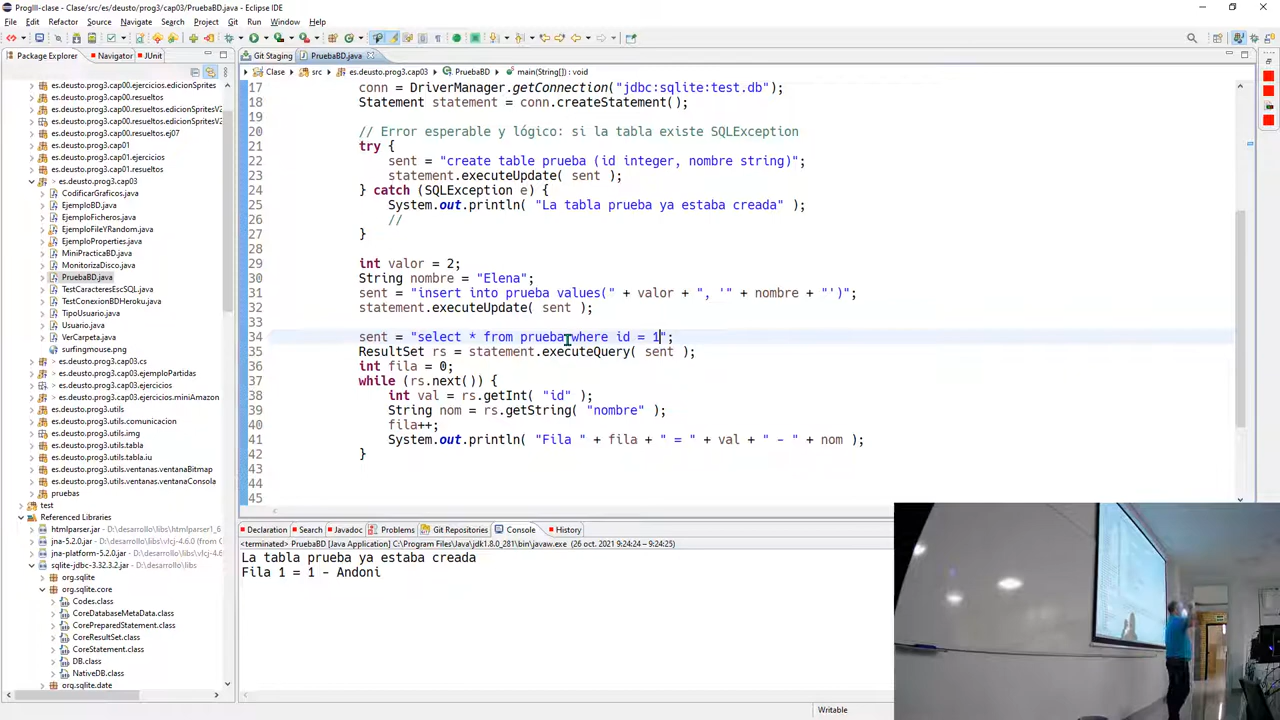 ProgIII-clase - Clase/src/es/deusto/prog3/cap03/PruebaBD.java - Eclipse IDE
File Edit Refactor Source Navigate Search Project Git Run Window Help
Package Explorer Navigator JUnit
Git Staging PruebaBD.java
Clase src es.deusto.prog3.cap03 PruebaBD main(String[]) : void
es.deusto.prog3.cap00.ejercicios.edicionSprites
es.deusto.prog3.cap00.resueltos
es.deusto.prog3.cap00.resueltos.edicionSpritesV2
es.deusto.prog3.cap00.resueltos.ej07
es.deusto.prog3.cap01
es.deusto.prog3.cap01.ejercicios
es.deusto.prog3.cap01.resueltos
> es.deusto.prog3.cap03
CodificarGraficos.java
EjemploBD.java
EjemploFicheros.java
EjemploFileYRandom.java
EjemploProperties.java
MiniPracticaBD.java
MonitorizaDisco.java
PruebaBD.java
TestCaracteresEscSQL.java
TestConexionBDHeroku.java
TipoUsuario.java
Usuario.java
VerCarpeta.java
surfingmouse.png
es.deusto.prog3.cap03.cs
> es.deusto.prog3.cap03.ejemploPartidas
es.deusto.prog3.cap03.ejercicios
es.deusto.prog3.cap03.ejercicios.miniAmazon
es.deusto.prog3.utils
es.deusto.prog3.utils.comunicacion
es.deusto.prog3.utils.img
es.deusto.prog3.utils.tabla
es.deusto.prog3.utils.tabla.iu
es.deusto.prog3.utils.ventanas.ventanaBitmap
es.deusto.prog3.utils.ventanas.ventanaConsola
pruebas
test
Referenced Libraries
htmlparser.jar - D:\desarrollo\libs\htmlparser1_6
jna-5.2.0.jar - D:\desarrollo\libs\vlcj-4.6.0 (Trabajo
jna-platform-5.2.0.jar - D:\desarrollo\libs\vlcj-4.6.0
sqlite-jdbc-3.32.3.2.jar - D:\desarrollo\libs
org.sqlite
org.sqlite.core
Codes.class
CoreDatabaseMetaData.class
CorePreparedStatement.class
CoreResultSet.class
CoreStatement.class
DB.class
NativeDB.class
org.sqlite.date
17 conn = DriverManager.getConnection("jdbc:sqlite:test.db");
18 Statement statement = conn.createStatement();
19
20 // Error esperable y lógico: si la tabla existe SQLException
21 try {
22 sent = "create table prueba (id integer, nombre string)";
23 statement.executeUpdate( sent );
24 } catch (SQLException e) {
25 System.out.println( "La tabla prueba ya estaba creada" );
26 //
27 }
28
29 int valor = 2;
30 String nombre = "Elena";
31 sent = "insert into prueba values(" + valor + ", '" + nombre + "')";
32 statement.executeUpdate( sent );
33
34 sent = "select * from prueba where id = 1";
35 ResultSet rs = statement.executeQuery( sent );
36 int fila = 0;
37 while (rs.next()) {
38 int val = rs.getInt( "id" );
39 String nom = rs.getString( "nombre" );
40 fila++;
41 System.out.println( "Fila " + fila + " = " + val + " - " + nom );
42 }
43
44
45
Declaration Search Javadoc Problems Git Repositories Console History
<terminated> PruebaBD [Java Application] C:\Program Files\Java\jdk1.8.0_281\bin\javaw.exe (26 oct. 2021 9:24:24 – 9:24:25)
La tabla prueba ya estaba creada
Fila 1 = 1 - Andoni
Writable